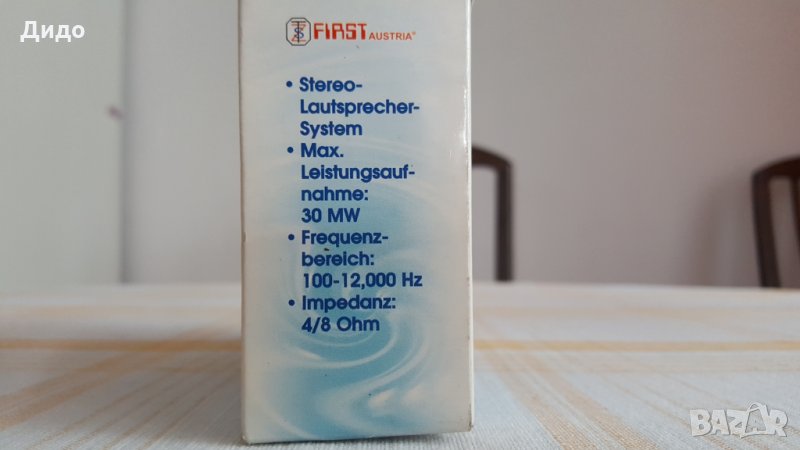 Дидо
FIRST AUSTRIA®
• Stereo-
Lautsprecher-
System
• Max.
Leistungsauf-
nahme:
30 MW
• Frequenz-
bereich:
100-12,000 Hz
• Impedanz:
4/8 Ohm
BAZAR